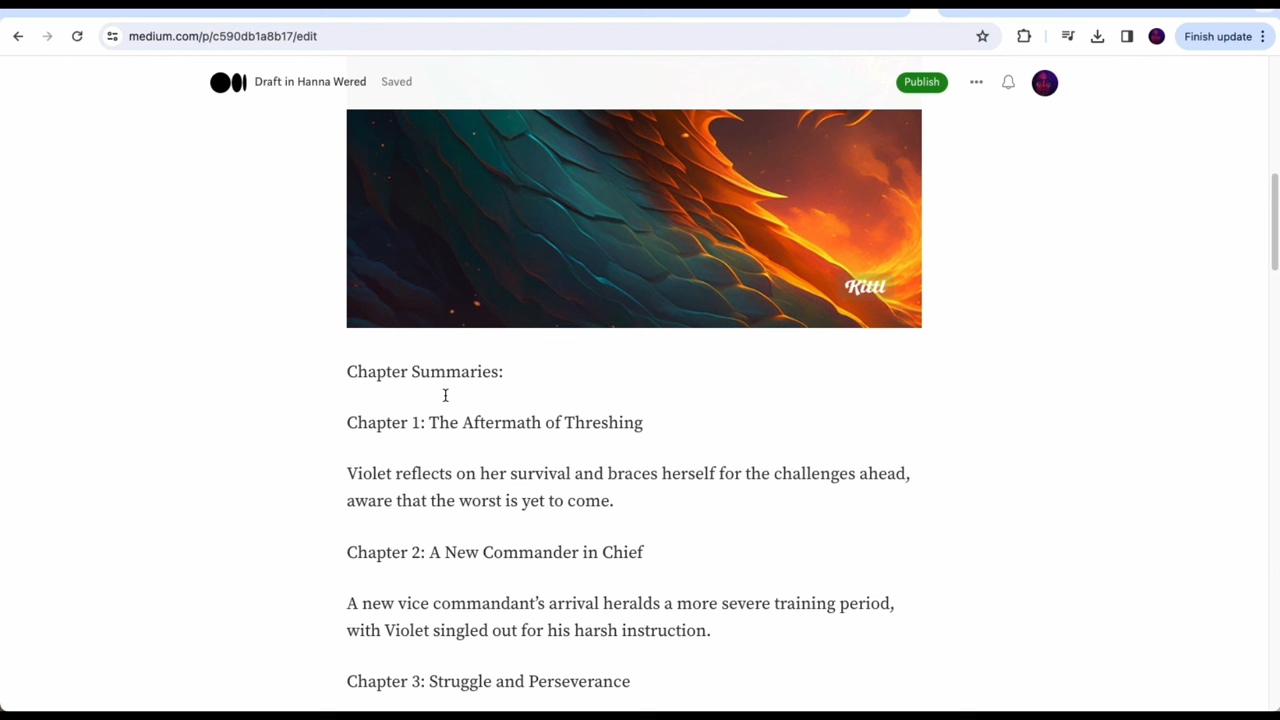 medium.com/p/c590db1a8b17/edit
Finish update
Draft in Hanna Wered Saved
Publish
Kittl
Chapter Summaries:
Chapter 1: The Aftermath of Threshing
Violet reflects on her survival and braces herself for the challenges ahead,
aware that the worst is yet to come.
Chapter 2: A New Commander in Chief
A new vice commandant’s arrival heralds a more severe training period,
with Violet singled out for his harsh instruction.
Chapter 3: Struggle and Perseverance